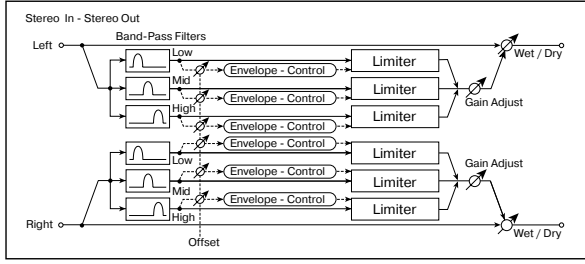 Stereo In - Stereo Out
Band-Pass Filters
Left
Low
Limiter
Wet / Dry
Envelope - Control
Mid
Limiter
Envelope - Control
Gain Adjust
High
Limiter
Envelope - Control
Envelope - Control
Low
Limiter
Gain Adjust
Envelope - Control
Mid
Limiter
Envelope - Control
High
Limiter
Right
Wet / Dry
Offset